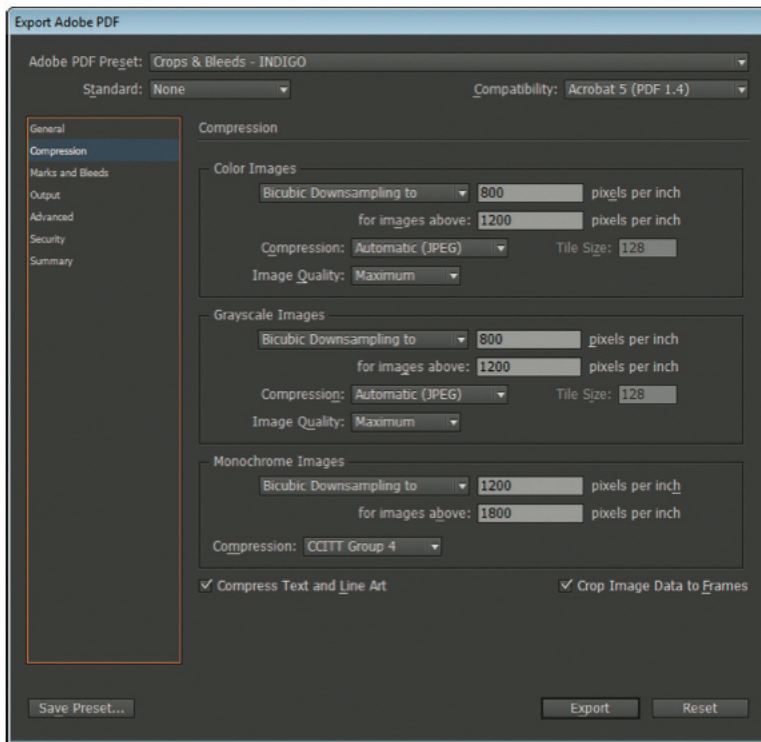 Export Adobe PDF
Adobe PDF Preset: Crops & Bleeds - INDIGO
Standard: None Compatibility: Acrobat 5 (PDF 1.4)
General
Compression
Marks and Bleeds
Output
Advanced
Security
Summary
Compression
Color Images
Bicubic Downsampling to 800 pixels per inch
for images above: 1200 pixels per inch
Compression: Automatic (JPEG) Tile Size: 128
Image Quality: Maximum
Grayscale Images
Bicubic Downsampling to 800 pixels per inch
for images above: 1200 pixels per inch
Compression: Automatic (JPEG) Tile Size: 128
Image Quality: Maximum
Monochrome Images
Bicubic Downsampling to 1200 pixels per inch
for images above: 1800 pixels per inch
Compression: CCITT Group 4
Compress Text and Line Art Crop Image Data to Frames
Save Preset... Export Reset